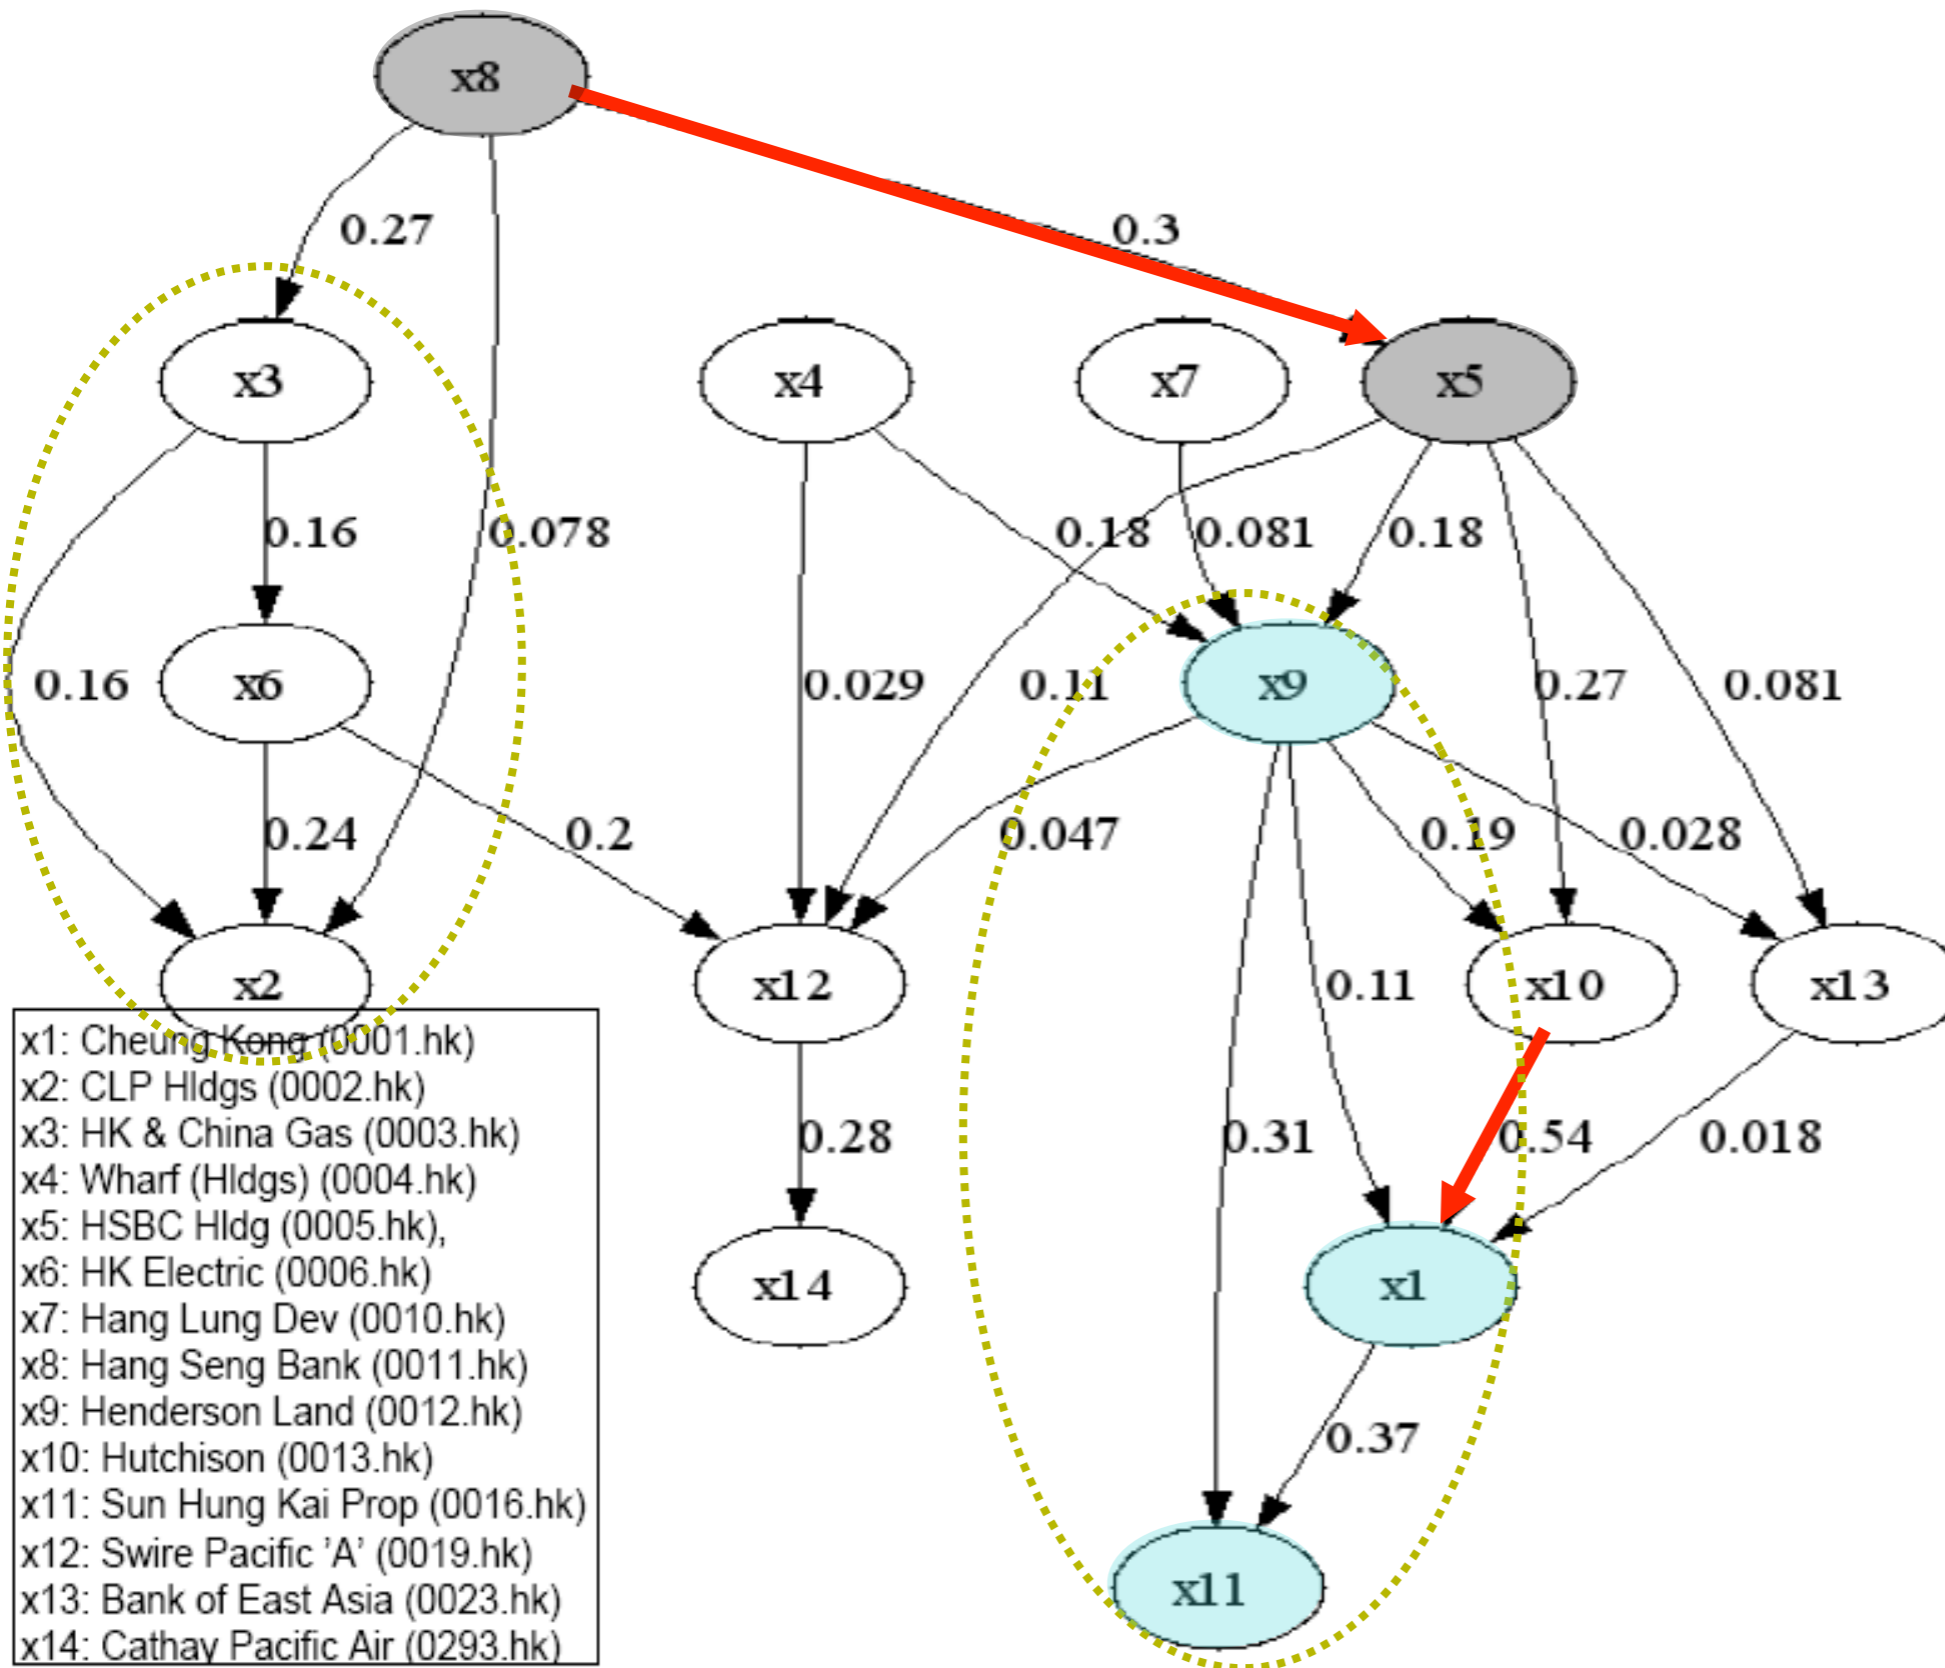 x8
0.27
0.3
x3
x4
x7
x5
0.16
0.078
0.18
0.081
0.18
0.16
x6
0.029
0.11
x9
0.27
0.081
0.24
0.2
0.047
0.19
0.028
x2
x12
0.11
x10
x13
x1: Cheung Kong (0001.hk)
x2: CLP Hldgs (0002.hk)
x3: HK & China Gas (0003.hk)
x4: Wharf (Hldgs) (0004.hk)
x5: HSBC Hldg (0005.hk),
x6: HK Electric (0006.hk)
x7: Hang Lung Dev (0010.hk)
x8: Hang Seng Bank (0011.hk)
x9: Henderson Land (0012.hk)
x10: Hutchison (0013.hk)
x11: Sun Hung Kai Prop (0016.hk)
x12: Swire Pacific 'A' (0019.hk)
x13: Bank of East Asia (0023.hk)
x14: Cathay Pacific Air (0293.hk)
0.28
0.31
0.54
0.018
x14
x1
0.37
x11